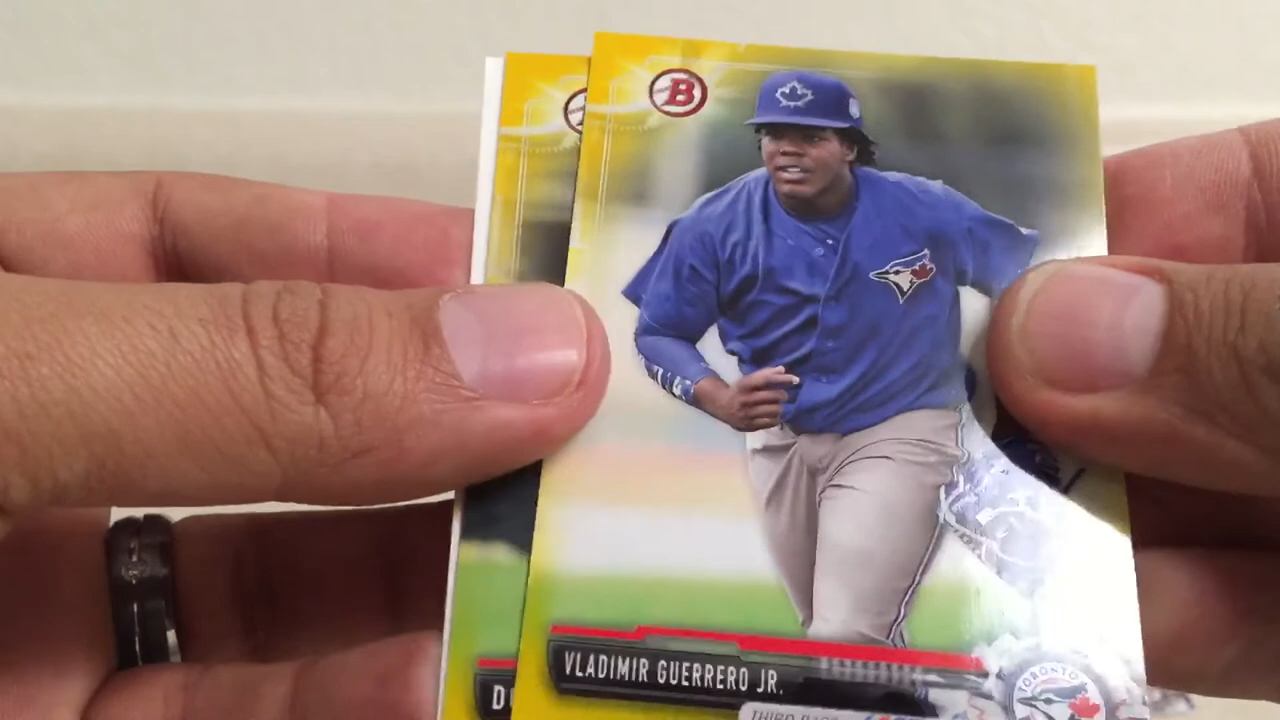 B
VLADIMIR GUERRERO JR.
THIRD BASE
TORONTO
D